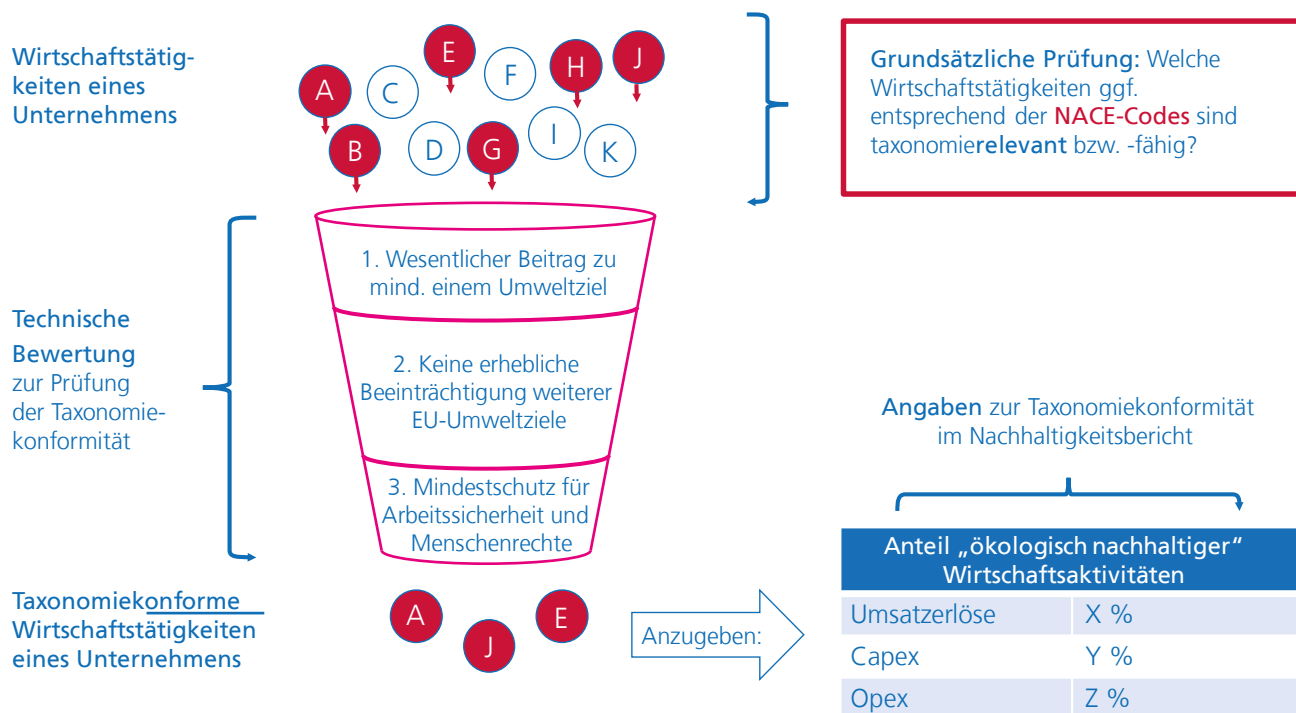 Wirtschaftstätig-
keiten eines
Unternehmens
A
B
C
D
E
F
G
H
I
J
K
Grundsätzliche Prüfung: Welche
Wirtschaftstätigkeiten ggf.
entsprechend der NACE-Codes sind
taxonomierelevant bzw. -fähig?
Technische
Bewertung
zur Prüfung
der Taxonomie-
konformität
1. Wesentlicher Beitrag zu
mind. einem Umweltziel
2. Keine erhebliche
Beeinträchtigung weiterer
EU-Umweltziele
3. Mindestschutz für
Arbeitssicherheit und
Menschenrechte
Taxonomiekonforme
Wirtschaftstätigkeiten
eines Unternehmens
A
J
E
Anzugeben:
Angaben zur Taxonomiekonformität
im Nachhaltigkeitsbericht
Anteil „ökologisch nachhaltiger“
Wirtschaftsaktivitäten
Umsatzerlöse X %
Capex Y %
Opex Z %